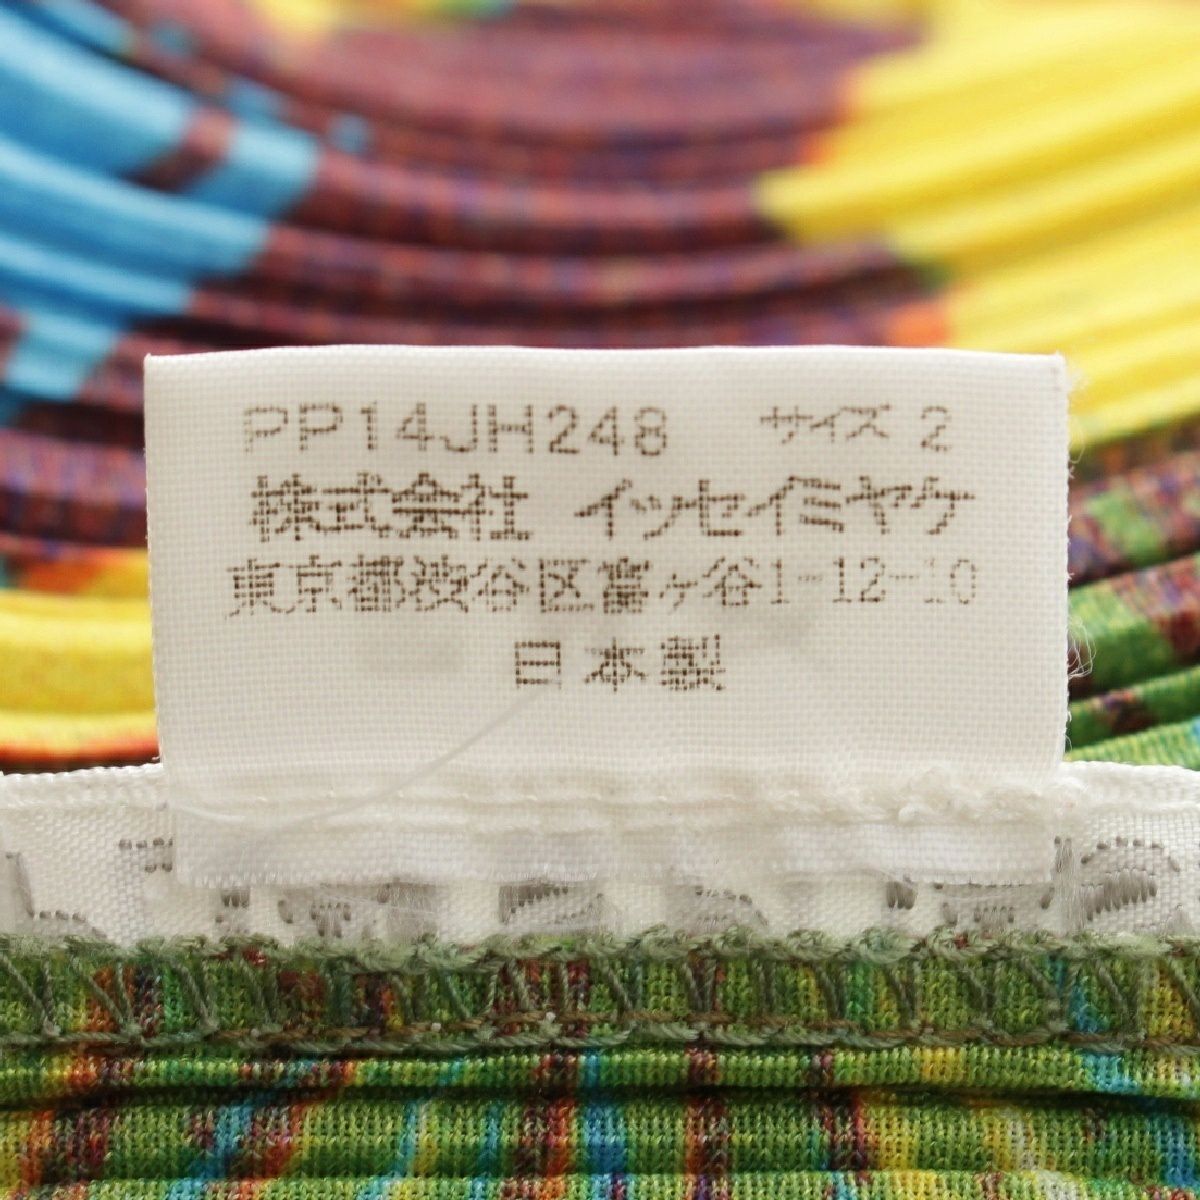 PP14JH248 サイズ 2
株式会社 イッセイミヤケ
東京都渋谷区富ヶ谷1-12-10
日本製